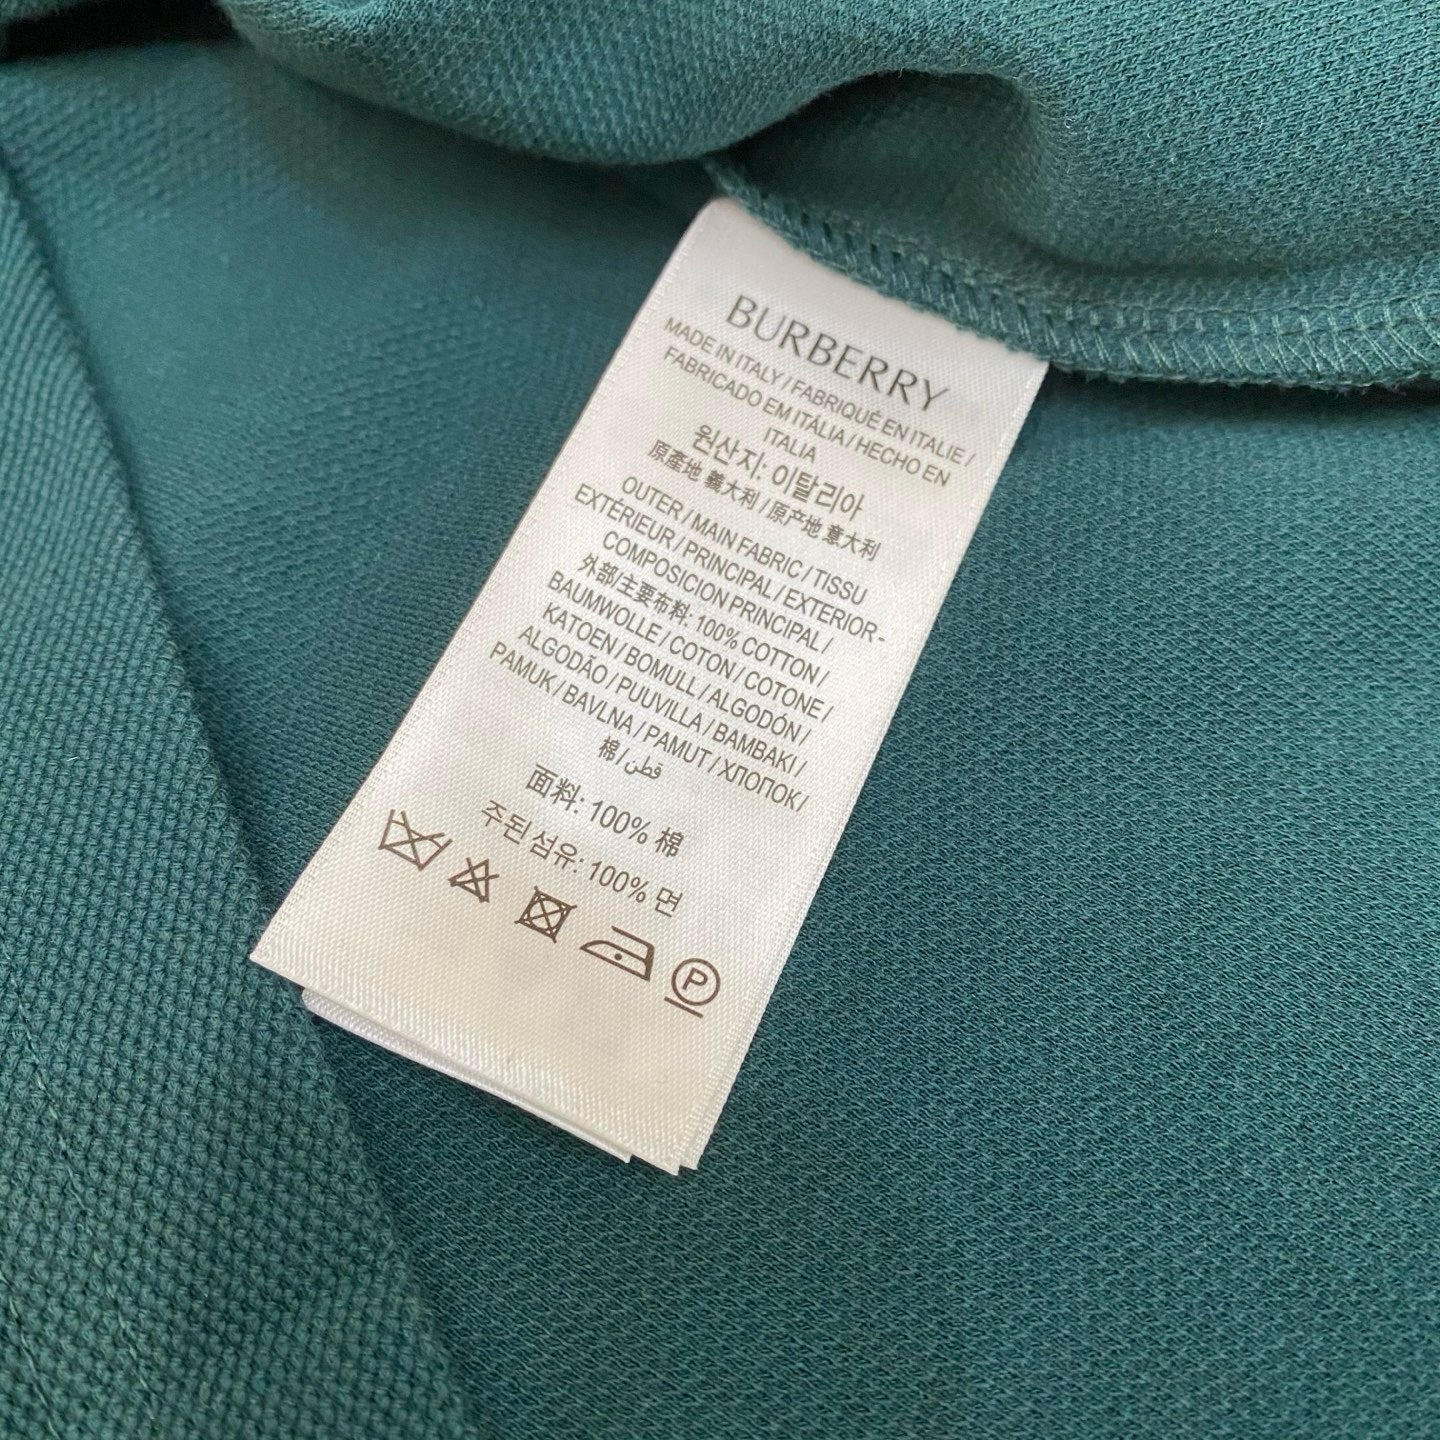 BURBERRY
MADE IN ITALY / FABRIQUÉ EN ITALIE /
FABRICADO EM ITÁLIA / HECHO EN
ITALIA
원산지: 이탈리아
原產地 義大利 / 原产地 意大利
OUTER / MAIN FABRIC / TISSU
EXTÉRIEUR / PRINCIPAL / EXTERIOR-
COMPOSICION PRINCIPAL /
外部/主要布料: 100% COTTON /
BAUMWOLLE / COTON / COTONE /
KATOEN / BOMULL / ALGODÓN /
ALGODÃO / PUUVILLA / BAMBAKI /
PAMUK / BAVLNA / PAMUT / ХЛОПОК /
棉 / قطن
面料: 100% 棉
주된 섬유: 100% 면
P